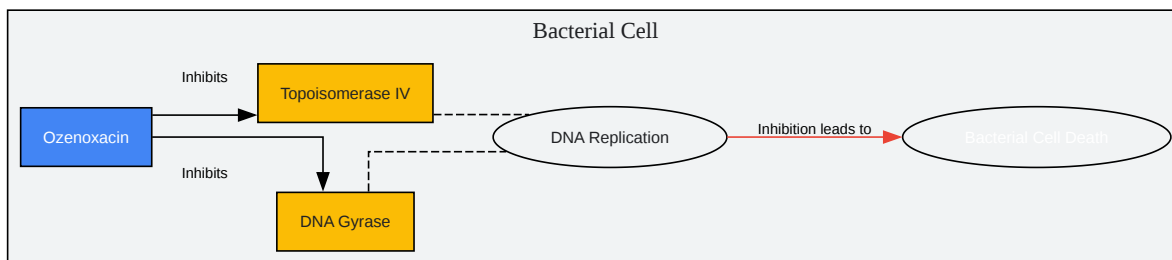 Bacterial Cell
Inhibits
Topoisomerase IV
Ozenoxacin
DNA Replication
Inhibition leads to
Bacterial Cell Death
Inhibits
DNA Gyrase